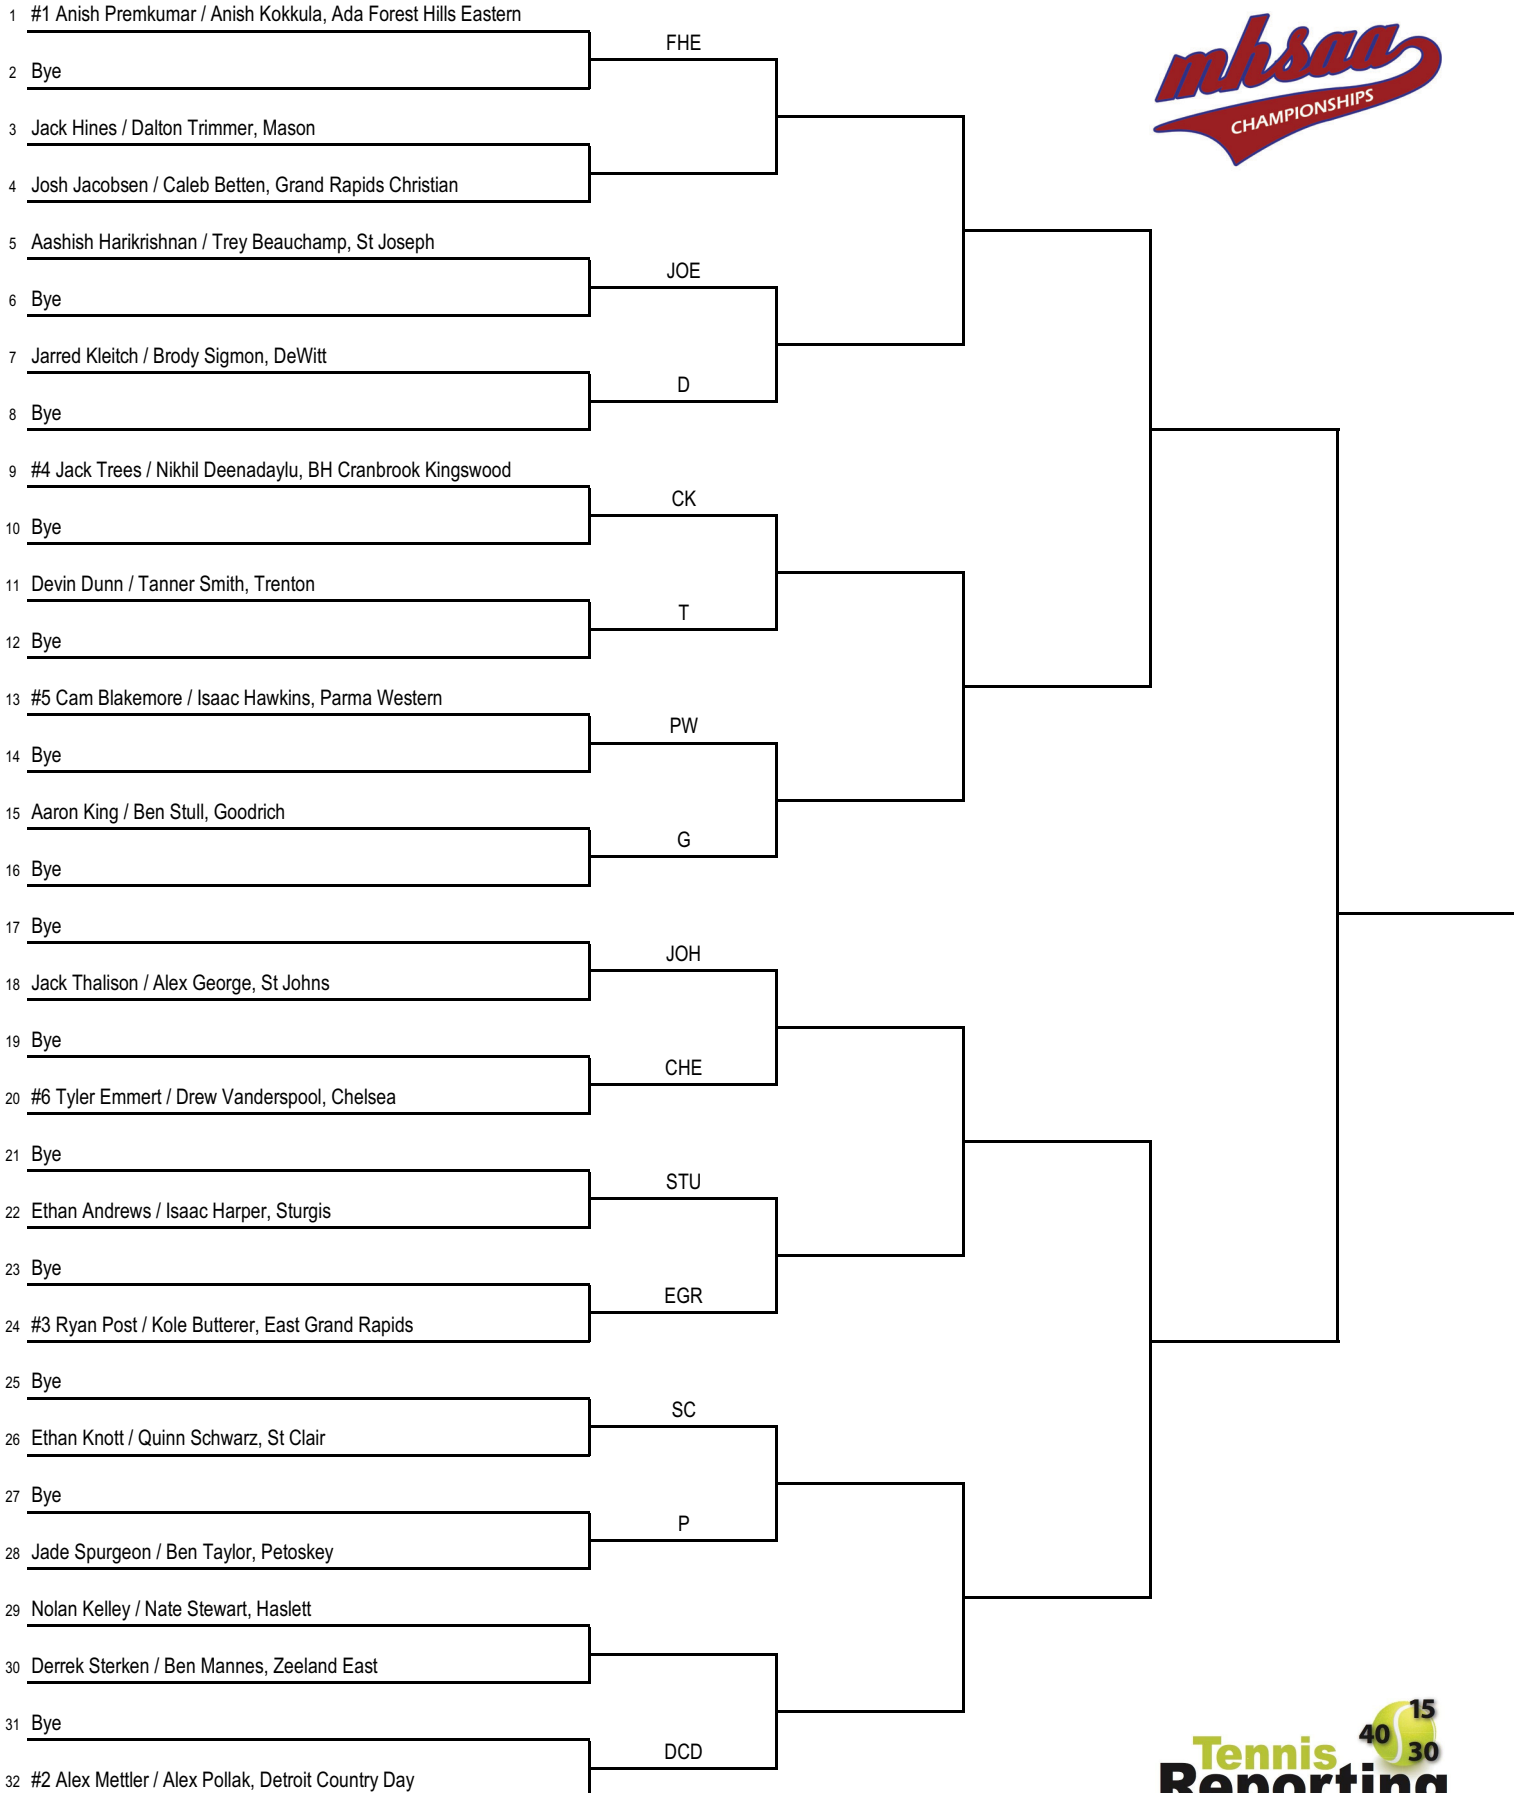 1 #1 Anish Premkumar / Anish Kokkula, Ada Forest Hills Eastern
FHE
2 Bye
3 Jack Hines / Dalton Trimmer, Mason
4 Josh Jacobsen / Caleb Betten, Grand Rapids Christian
5 Aashish Harikrishnan / Trey Beauchamp, St Joseph
JOE
6 Bye
7 Jarred Kleitch / Brody Sigmon, DeWitt
D
8 Bye
9 #4 Jack Trees / Nikhil Deenadaylu, BH Cranbrook Kingswood
CK
10 Bye
11 Devin Dunn / Tanner Smith, Trenton
T
12 Bye
13 #5 Cam Blakemore / Isaac Hawkins, Parma Western
PW
14 Bye
15 Aaron King / Ben Stull, Goodrich
G
16 Bye
17 Bye
JOH
18 Jack Thalison / Alex George, St Johns
19 Bye
CHE
20 #6 Tyler Emmert / Drew Vanderspool, Chelsea
21 Bye
STU
22 Ethan Andrews / Isaac Harper, Sturgis
23 Bye
EGR
24 #3 Ryan Post / Kole Butterer, East Grand Rapids
25 Bye
SC
26 Ethan Knott / Quinn Schwarz, St Clair
27 Bye
P
28 Jade Spurgeon / Ben Taylor, Petoskey
29 Nolan Kelley / Nate Stewart, Haslett
30 Derrek Sterken / Ben Mannes, Zeeland East
31 Bye
DCD
32 #2 Alex Mettler / Alex Pollak, Detroit Country Day
mhsaa
CHAMPIONSHIPS
15
40
30
Tennis
Reporting